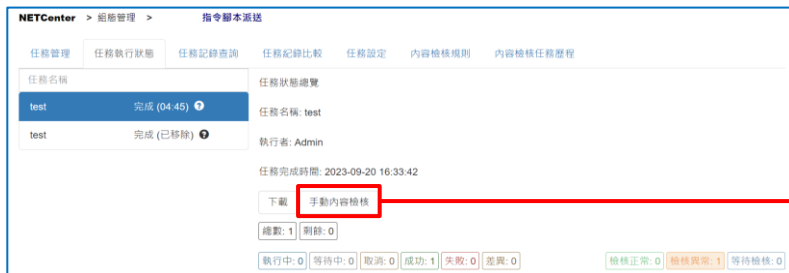 NETCenter > 組態管理 > 指令腳本派送
任務管理 任務執行狀態 任務記錄查詢 任務紀錄比較 任務設定 內容檢核規則 內容檢核任務歷程
任務名稱
test 完成 (04:45) ?
test 完成 (已移除) ?
任務狀態總覽
任務名稱: test
執行者: Admin
任務完成時間: 2023-09-20 16:33:42
下載 手動內容檢核
總數: 1 剩餘: 0
執行中: 0 等待中: 0 取消: 0 成功: 1 失敗: 0 差異: 0 檢核正常: 0 檢核異常: 1 等待檢核: 0